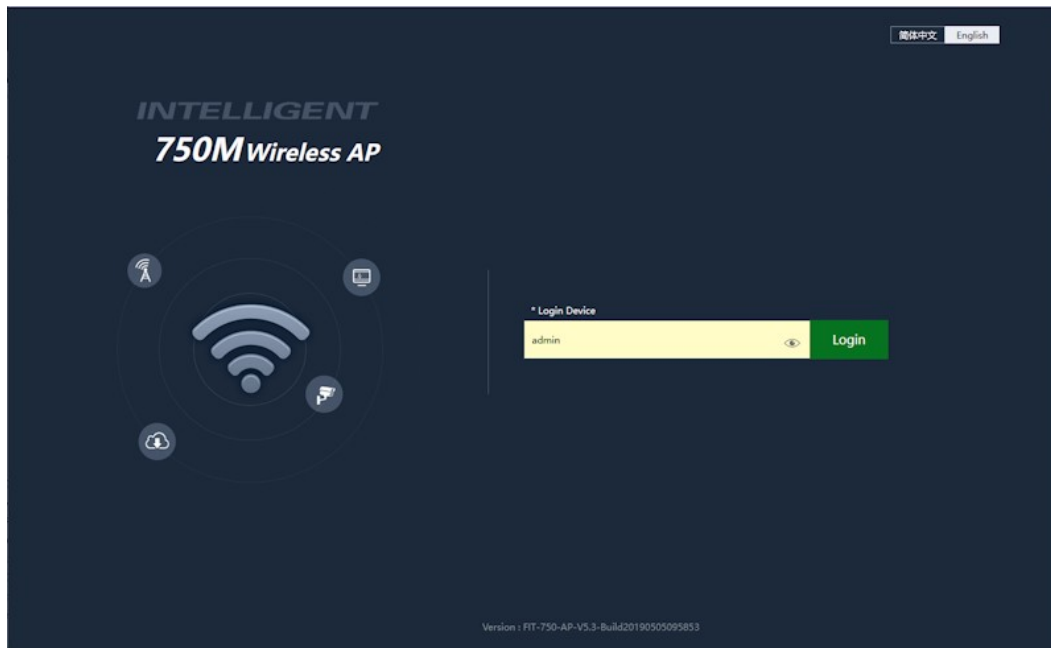 简体中文 English
INTELLIGENT
750M Wireless AP
* Login Device
admin
Login
Version : FIT-750-AP-V5.3-Build20190505095853